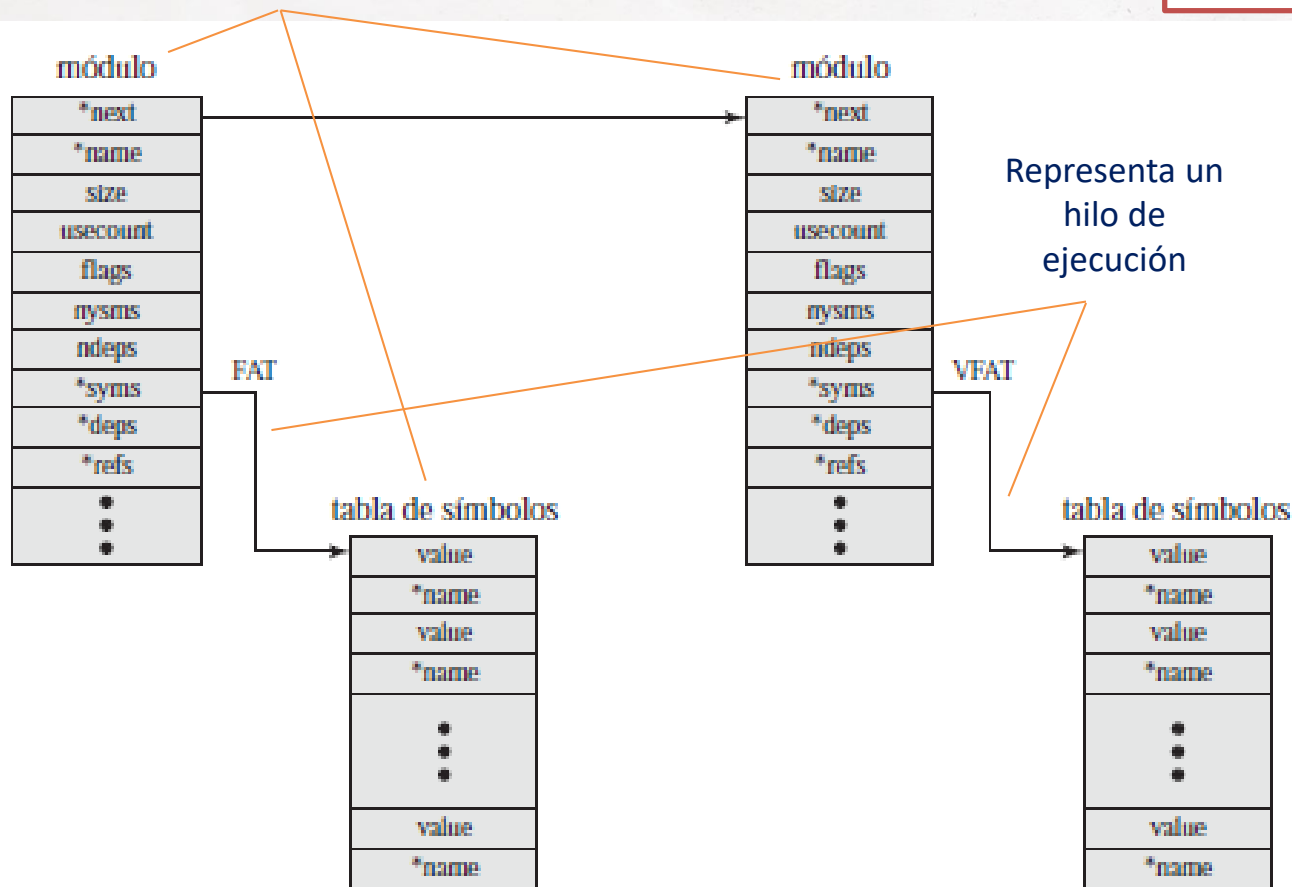 módulo
*next
*name
size
usecount
flags
nysms
ndeps
*syms
*deps
*refs
FAT
tabla de símbolos
value
*name
value
*name
value
*name
módulo
*next
*name
size
usecount
flags
nysms
ndeps
*syms
*deps
*refs
VFAT
Representa un
hilo de
ejecución
tabla de símbolos
value
*name
value
*name
value
*name